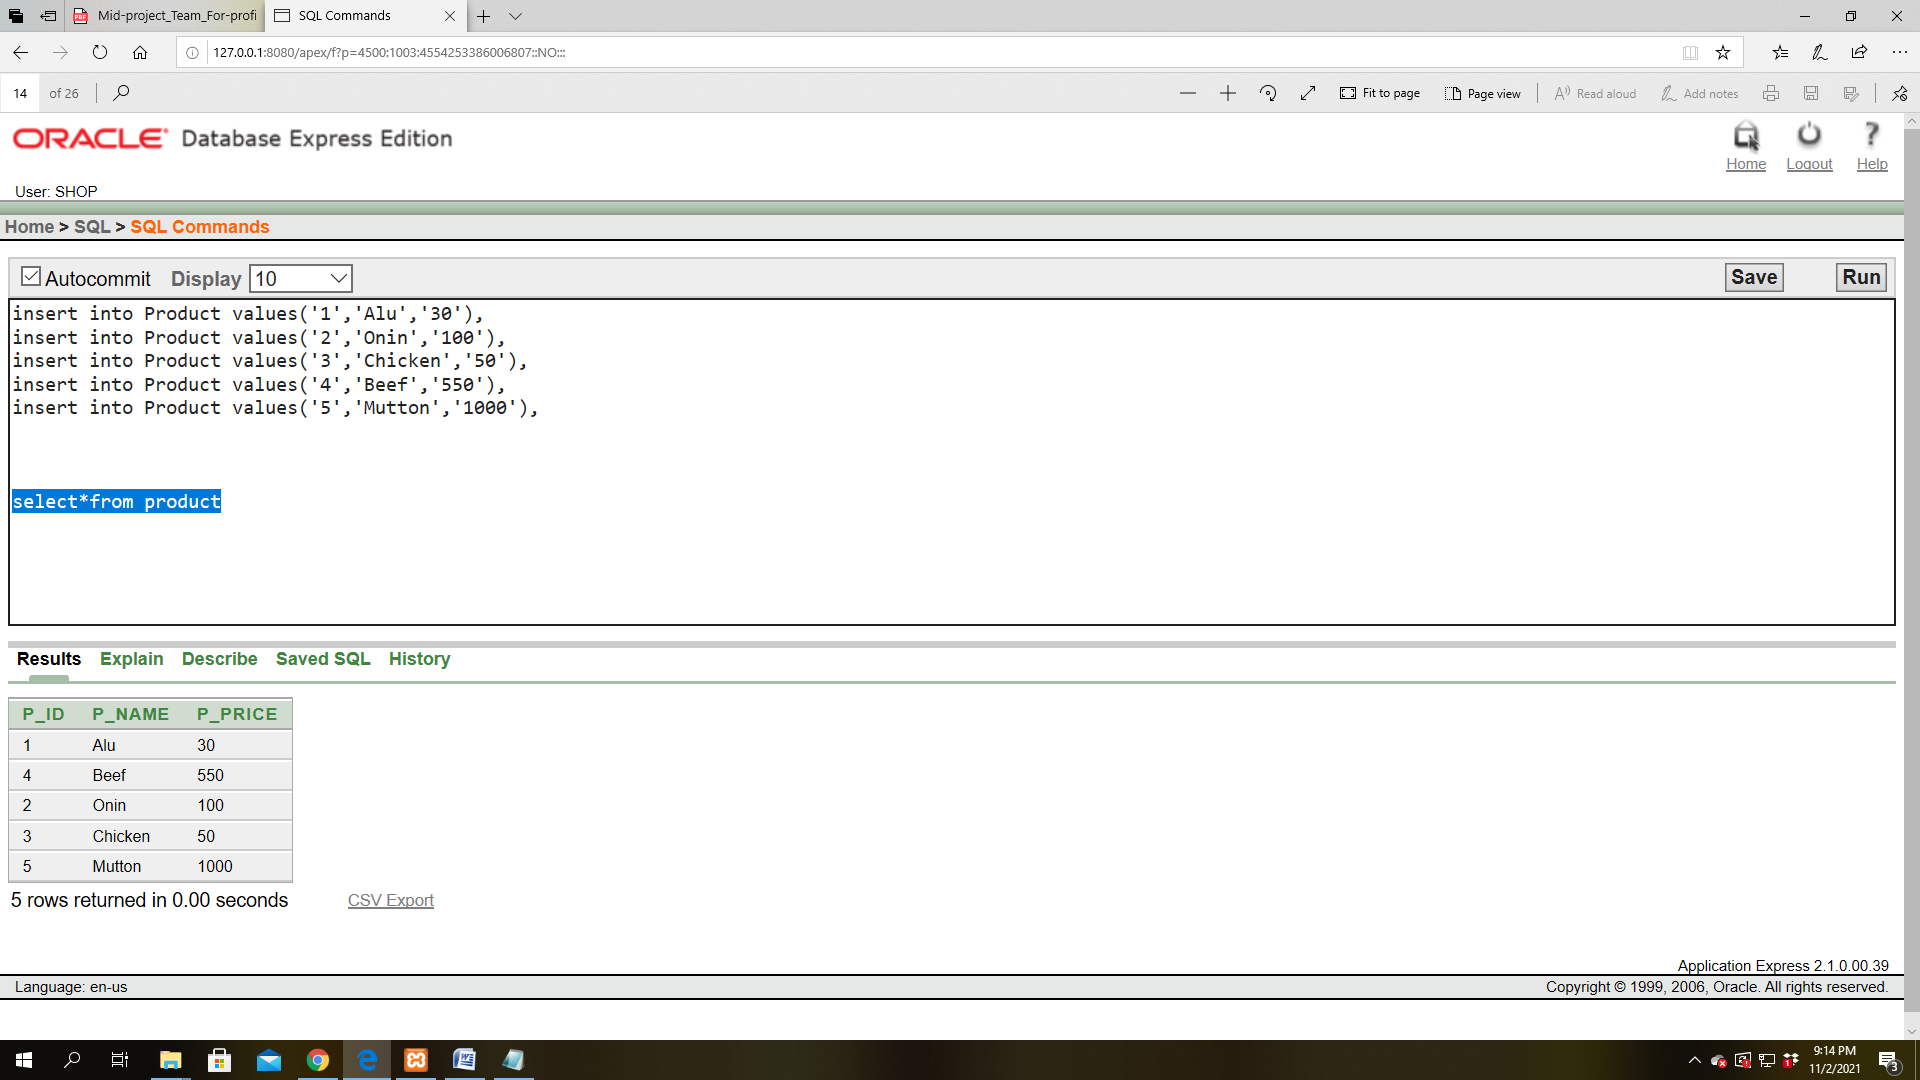 Mid-project_Team_For-profi
SQL Commands
127.0.0.1:8080/apex/f?p=4500:1003:4554253386006807::NO:::
14 of 26
Fit to page
Page view
Read aloud
Add notes
ORACLE Database Express Edition
Home
Logout
Help
User: SHOP
Home > SQL > SQL Commands
Autocommit Display 10
Save
Run
insert into Product values('1','Alu','30'),
insert into Product values('2','Onin','100'),
insert into Product values('3','Chicken','50'),
insert into Product values('4','Beef','550'),
insert into Product values('5','Mutton','1000'),
select*from product
Results Explain Describe Saved SQL History
P_ID P_NAME P_PRICE
1 Alu 30
4 Beef 550
2 Onin 100
3 Chicken 50
5 Mutton 1000
5 rows returned in 0.00 seconds
CSV Export
Application Express 2.1.0.00.39
Language: en-us
Copyright © 1999, 2006, Oracle. All rights reserved.
9:14 PM
11/2/2021
3